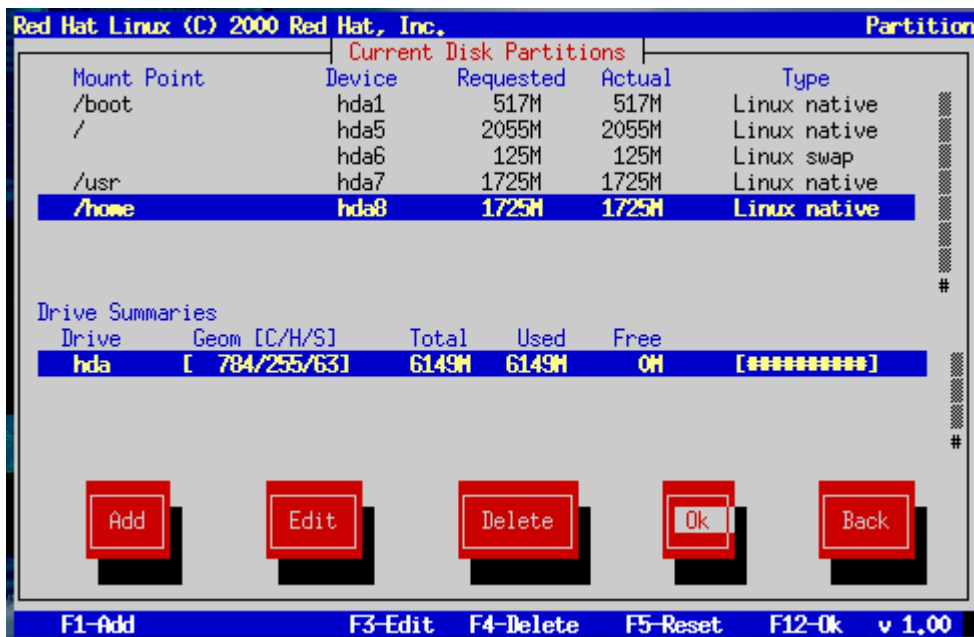 Red Hat Linux (C) 2000 Red Hat, Inc. Partition
Current Disk Partitions
Mount Point Device Requested Actual Type
/boot hda1 517M 517M Linux native
/ hda5 2055M 2055M Linux native
hda6 125M 125M Linux swap
/usr hda7 1725M 1725M Linux native
/home hda8 1725M 1725M Linux native
#
Drive Summaries
Drive Geom [C/H/S] Total Used Free
hda [ 784/255/63] 6149M 6149M 0M [##########]
#
Add Edit Delete Ok Back
F1-Add F3-Edit F4-Delete F5-Reset F12-Ok v 1.00